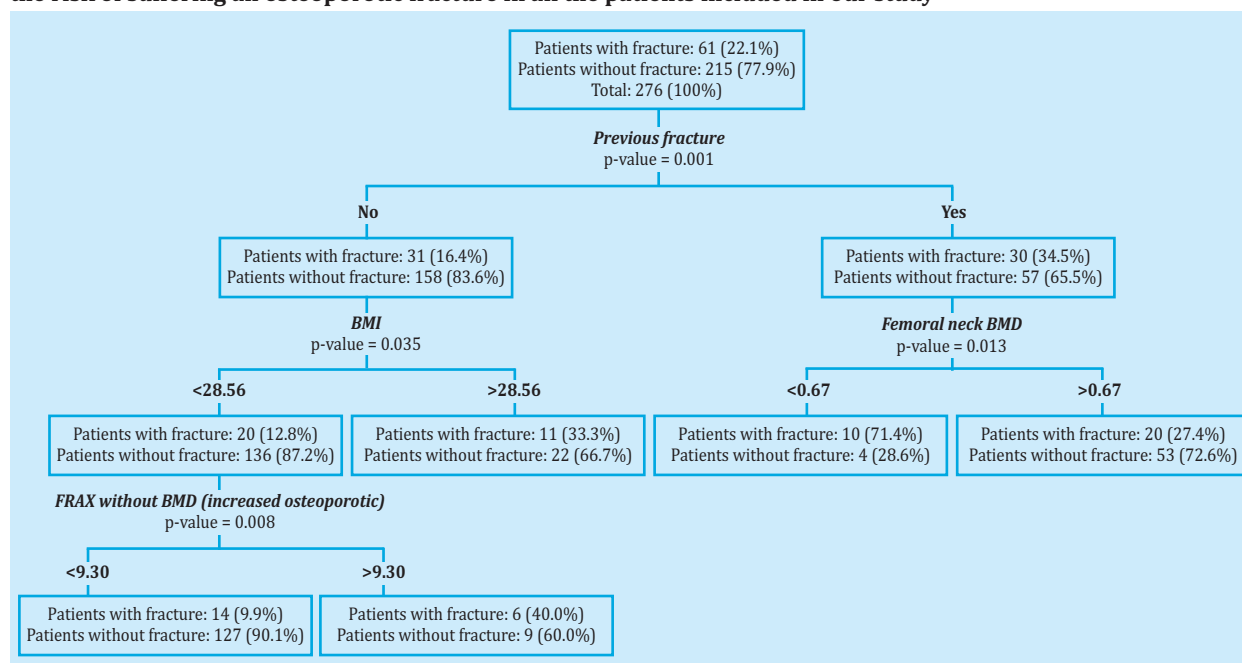 the risk of suffering an osteoporotic fracture in all the patients included in our study
Patients with fracture: 61 (22.1%)
Patients without fracture: 215 (77.9%)
Total: 276 (100%)
Previous fracture
p-value = 0.001
No
Yes
Patients with fracture: 31 (16.4%)
Patients without fracture: 158 (83.6%)
Patients with fracture: 30 (34.5%)
Patients without fracture: 57 (65.5%)
BMI
p-value = 0.035
Femoral neck BMD
p-value = 0.013
<28.56
>28.56
<0.67
>0.67
Patients with fracture: 20 (12.8%)
Patients without fracture: 136 (87.2%)
Patients with fracture: 11 (33.3%)
Patients without fracture: 22 (66.7%)
Patients with fracture: 10 (71.4%)
Patients without fracture: 4 (28.6%)
Patients with fracture: 20 (27.4%)
Patients without fracture: 53 (72.6%)
FRAX without BMD (increased osteoporotic)
p-value = 0.008
<9.30
>9.30
Patients with fracture: 14 (9.9%)
Patients without fracture: 127 (90.1%)
Patients with fracture: 6 (40.0%)
Patients without fracture: 9 (60.0%)